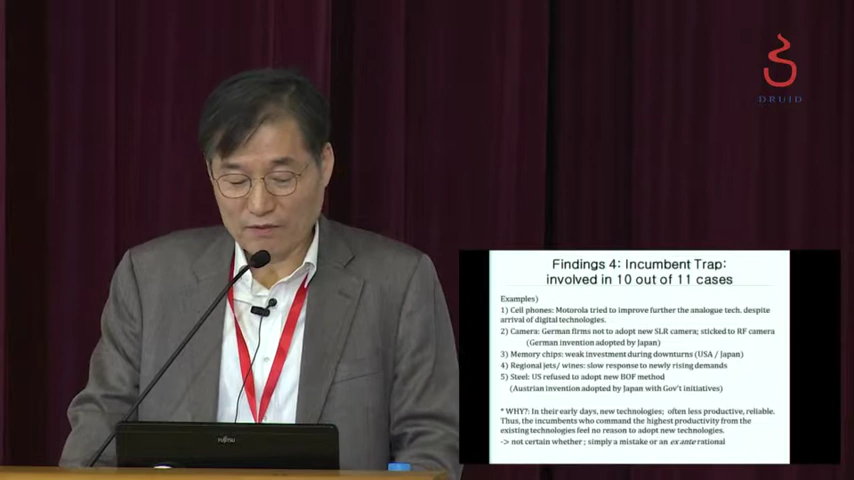 DRUID
Findings 4: Incumbent Trap:
involved in 10 out of 11 cases
Examples)
1) Cell phones: Motorola tried to improve further the analogue tech. despite
arrival of digital technologies.
2) Camera: German firms not to adopt new SLR camera; sticked to RF camera
(German invention adopted by Japan)
3) Memory chips: weak investment during downturns (USA / Japan)
4) Regional jets/ wines: slow response to newly rising demands
5) Steel: US refused to adopt new BOF method
(Austrian invention adopted by Japan with Gov't initiatives)
* WHY?: In their early days, new technologies; often less productive, reliable.
Thus, the incumbents who command the highest productivity from the
existing technologies feel no reason to adopt new technologies.
-> not certain whether ; simply a mistake or an ex ante rational
FUJITSU